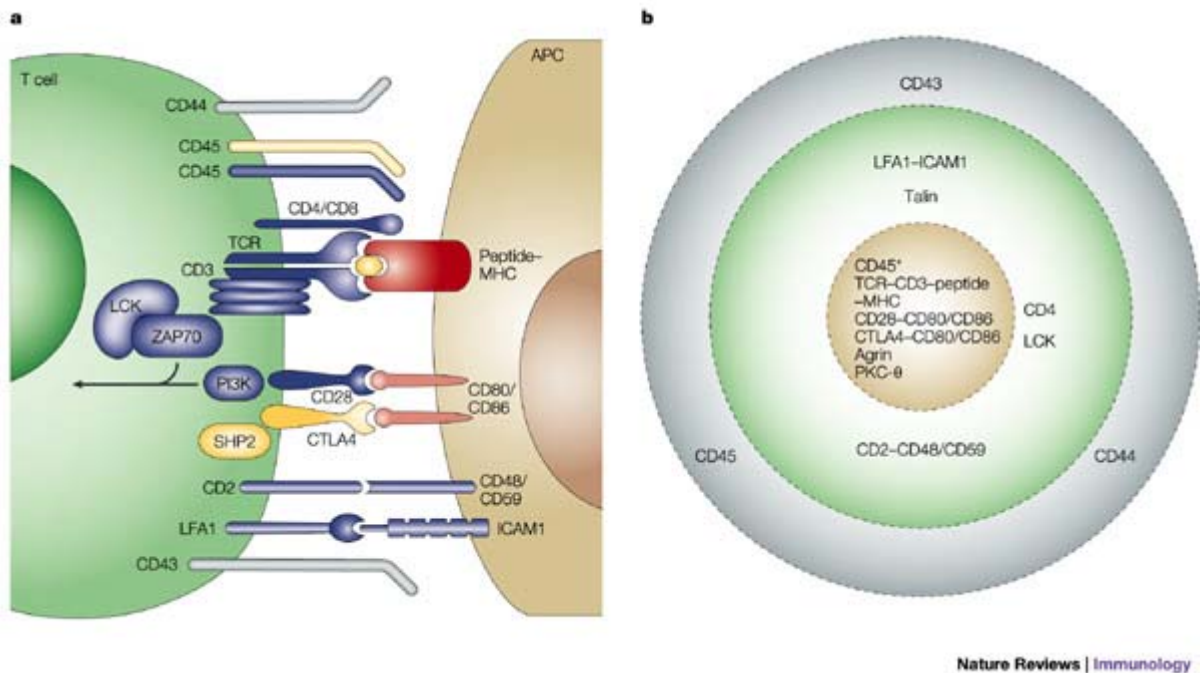 a
T cell
APC
CD44
CD45
CD45
CD4/CD8
TCR
CD3
Peptide–
MHC
LCK
ZAP70
PI3K
CD28
CD80/
CD86
SHP2
CTLA4
CD2
CD48/
CD59
LFA1
ICAM1
CD43
b
CD43
LFA1–ICAM1
Talin
CD45*
TCR–CD3–peptide
–MHC
CD28–CD80/CD86
CTLA4–CD80/CD86
Agrin
PKC-θ
CD4
LCK
CD2–CD48/CD59
CD45
CD44
Nature Reviews | Immunology